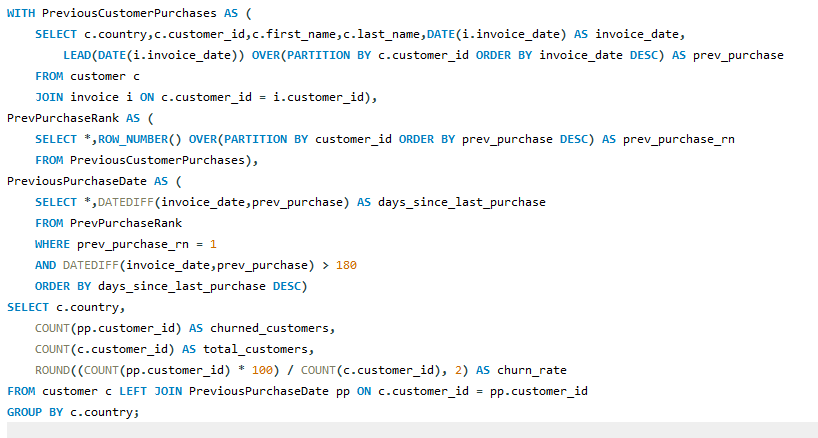 WITH PreviousCustomerPurchases AS (
    SELECT c.country,c.customer_id,c.first_name,c.last_name,DATE(i.invoice_date) AS invoice_date,
        LEAD(DATE(i.invoice_date)) OVER(PARTITION BY c.customer_id ORDER BY invoice_date DESC) AS prev_purchase
    FROM customer c
    JOIN invoice i ON c.customer_id = i.customer_id),
PrevPurchaseRank AS (
    SELECT *,ROW_NUMBER() OVER(PARTITION BY customer_id ORDER BY prev_purchase DESC) AS prev_purchase_rn
    FROM PreviousCustomerPurchases),
PreviousPurchaseDate AS (
    SELECT *,DATEDIFF(invoice_date,prev_purchase) AS days_since_last_purchase
    FROM PrevPurchaseRank
    WHERE prev_purchase_rn = 1
    AND DATEDIFF(invoice_date,prev_purchase) > 180
    ORDER BY days_since_last_purchase DESC)
SELECT c.country,
    COUNT(pp.customer_id) AS churned_customers,
    COUNT(c.customer_id) AS total_customers,
    ROUND((COUNT(pp.customer_id) * 100) / COUNT(c.customer_id), 2) AS churn_rate
FROM customer c LEFT JOIN PreviousPurchaseDate pp ON c.customer_id = pp.customer_id
GROUP BY c.country;